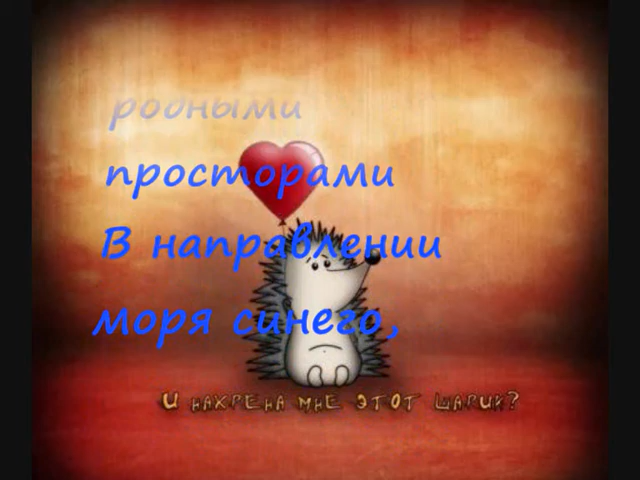 родными
просторами
В направлении
моря синего,
И НАХРЕНА МНЕ ЭТОТ ШАРИК?